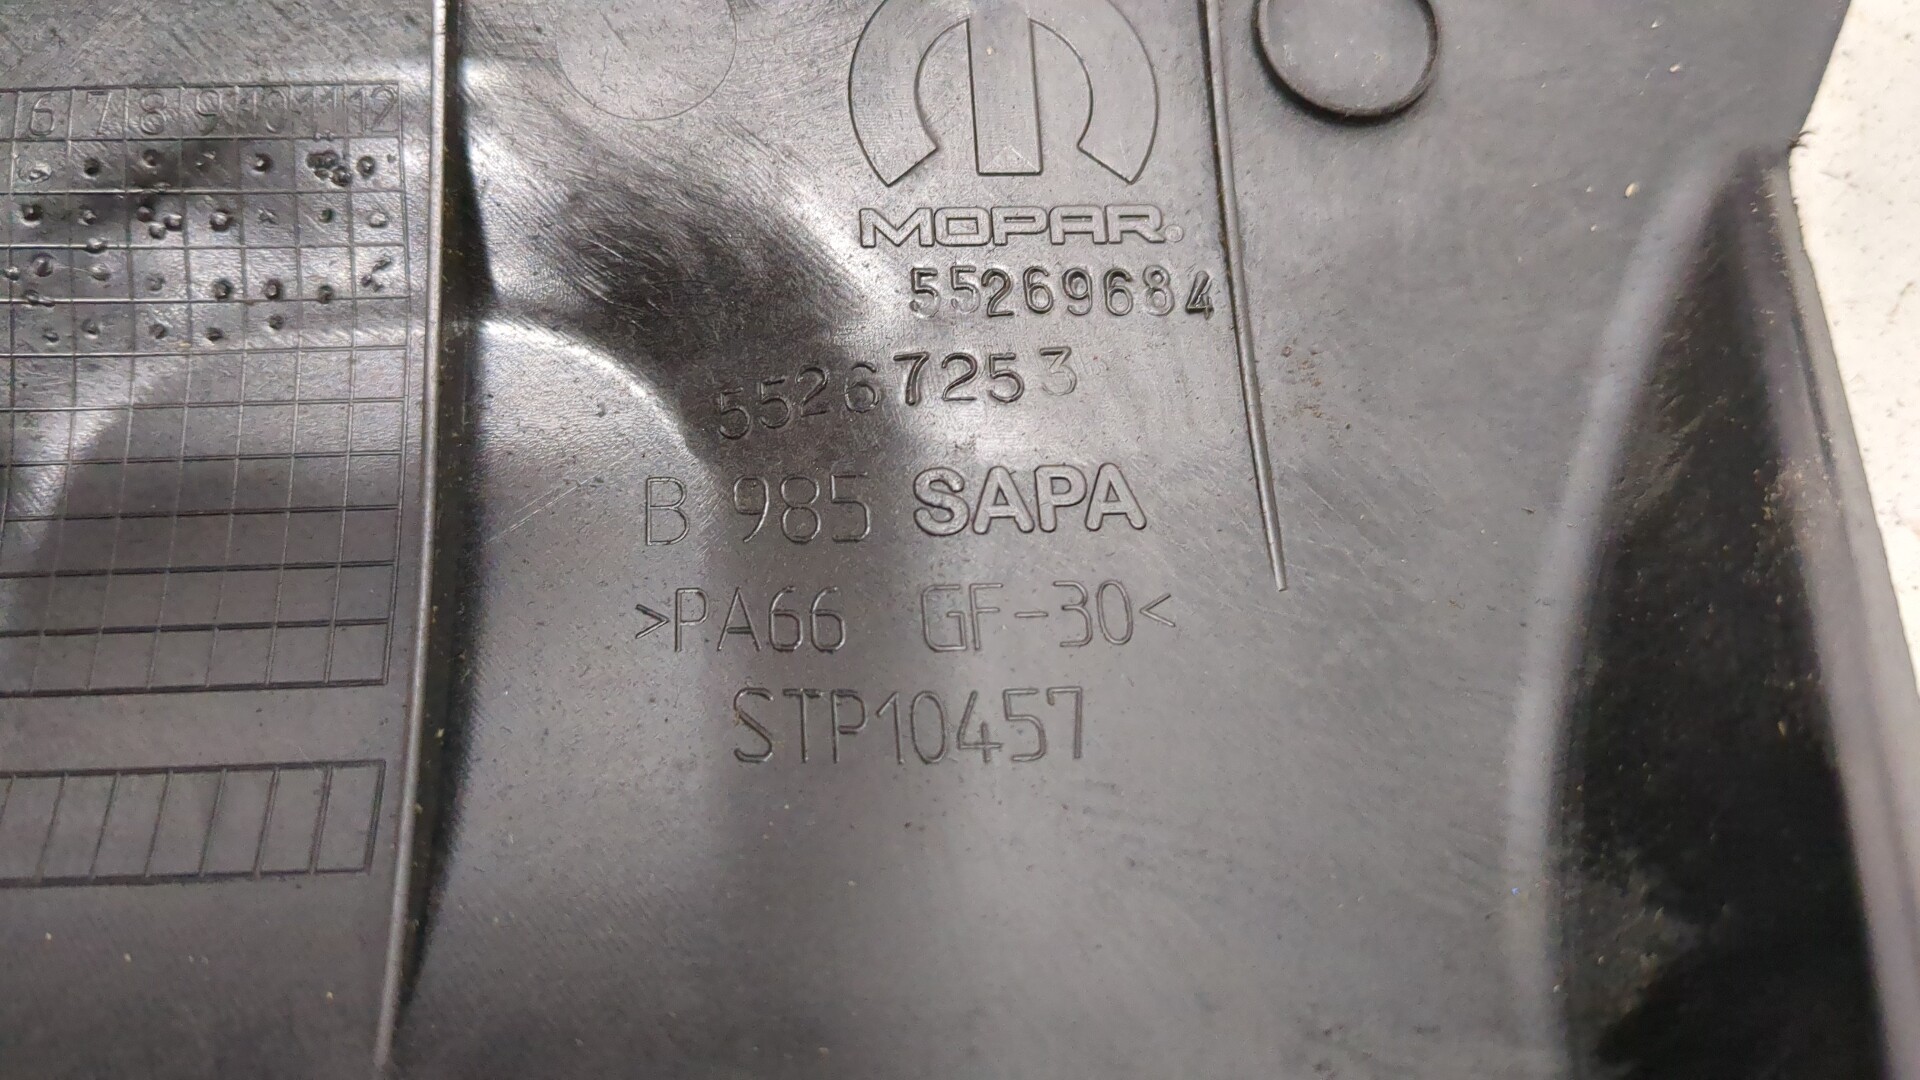 6 7 8 9 10 11 12
MOPAR®
55269684
55267253
B 985 SAPA
>PA66 GF-30<
STP10457